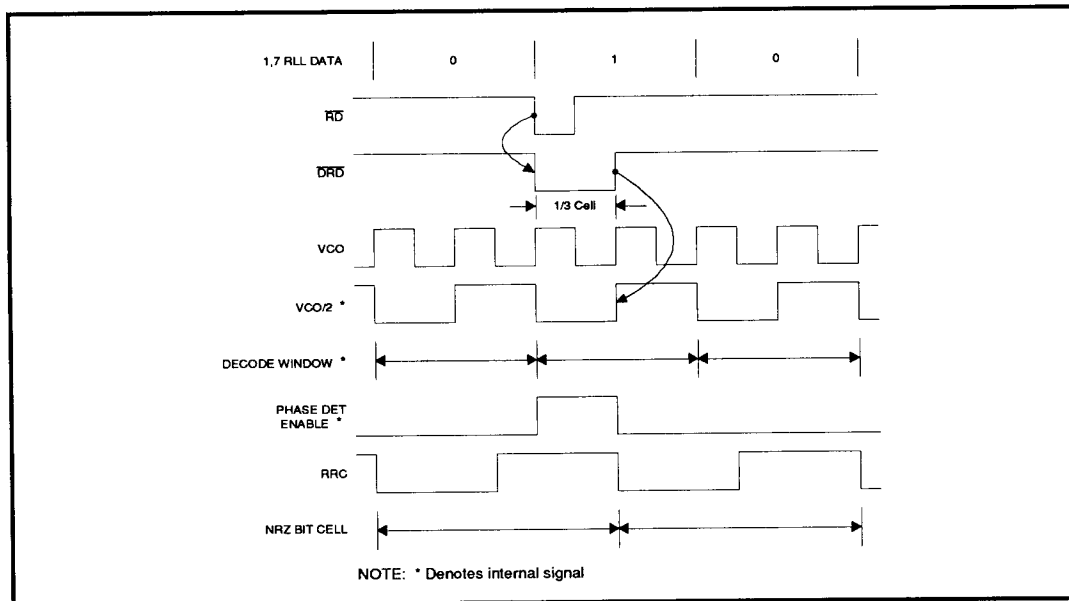 1,7 RLL DATA 0 1 0
RD
DRD
1/3 Cell
VCO
VCO/2 *
DECODE WINDOW *
PHASE DET
ENABLE *
RRC
NRZ BIT CELL
NOTE: * Denotes internal signal